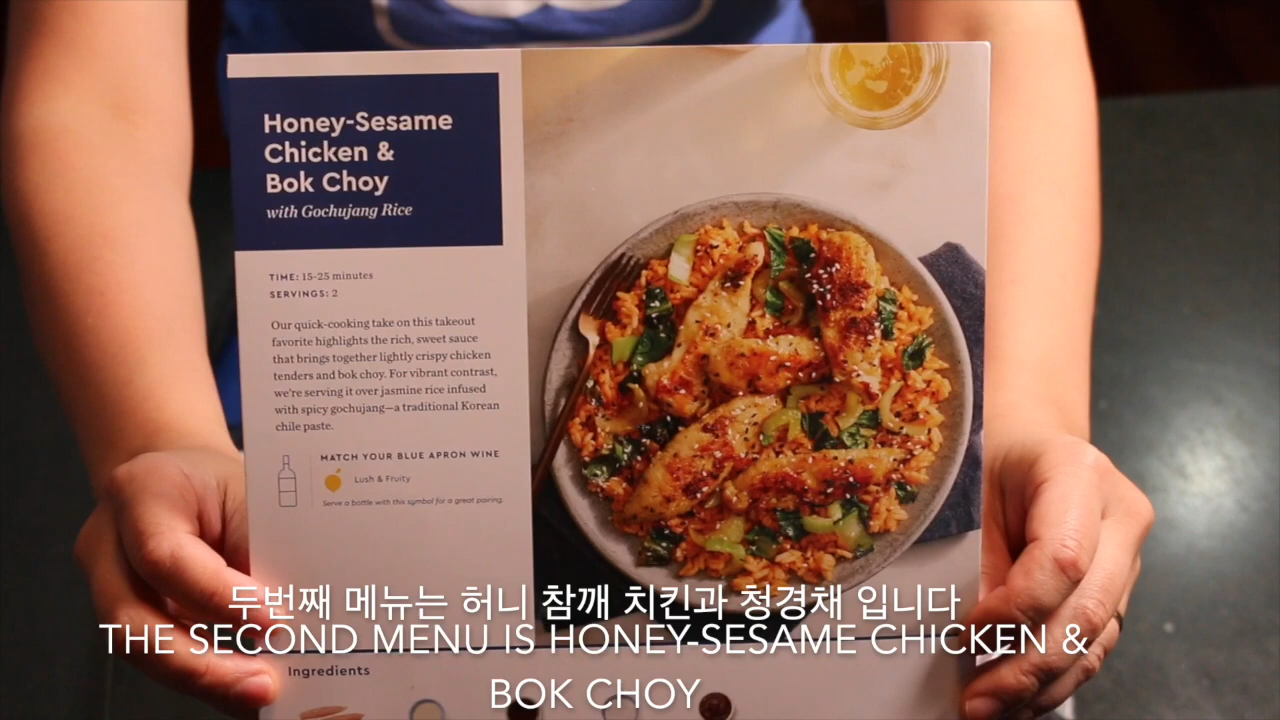 Honey-Sesame
Chicken &
Bok Choy
with Gochujang Rice
TIME: 15-25 minutes
SERVINGS: 2
Our quick-cooking take on this takeout
favorite highlights the rich, sweet sauce
that brings together lightly crispy chicken
tenders and bok choy. For vibrant contrast,
we're serving it over jasmine rice infused
with spicy gochujang—a traditional Korean
chile paste.
MATCH YOUR BLUE APRON WINE
Lush & Fruity
Serve a bottle with this symbol for a great pairing.
두번째 메뉴는 허니 참깨 치킨과 청경채 입니다
THE SECOND MENU IS HONEY-SESAME CHICKEN &
BOK CHOY
Ingredients